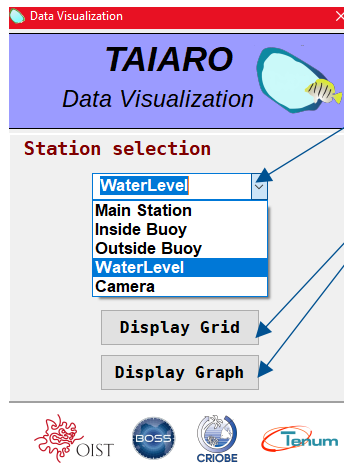 Data Visualization
TAIARO
Data Visualization
Station selection
WaterLevel
Main Station
Inside Buoy
Outside Buoy
WaterLevel
Camera
Display Grid
Display Graph
OIST
BOSS
CRIOBE
Tenum